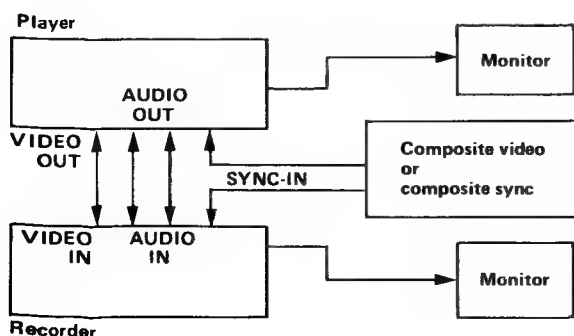 Player
AUDIO
OUT
Monitor
VIDEO
OUT
SYNC-IN
Composite video
or
composite sync
VIDEO
IN
AUDIO
IN
Monitor
Recorder